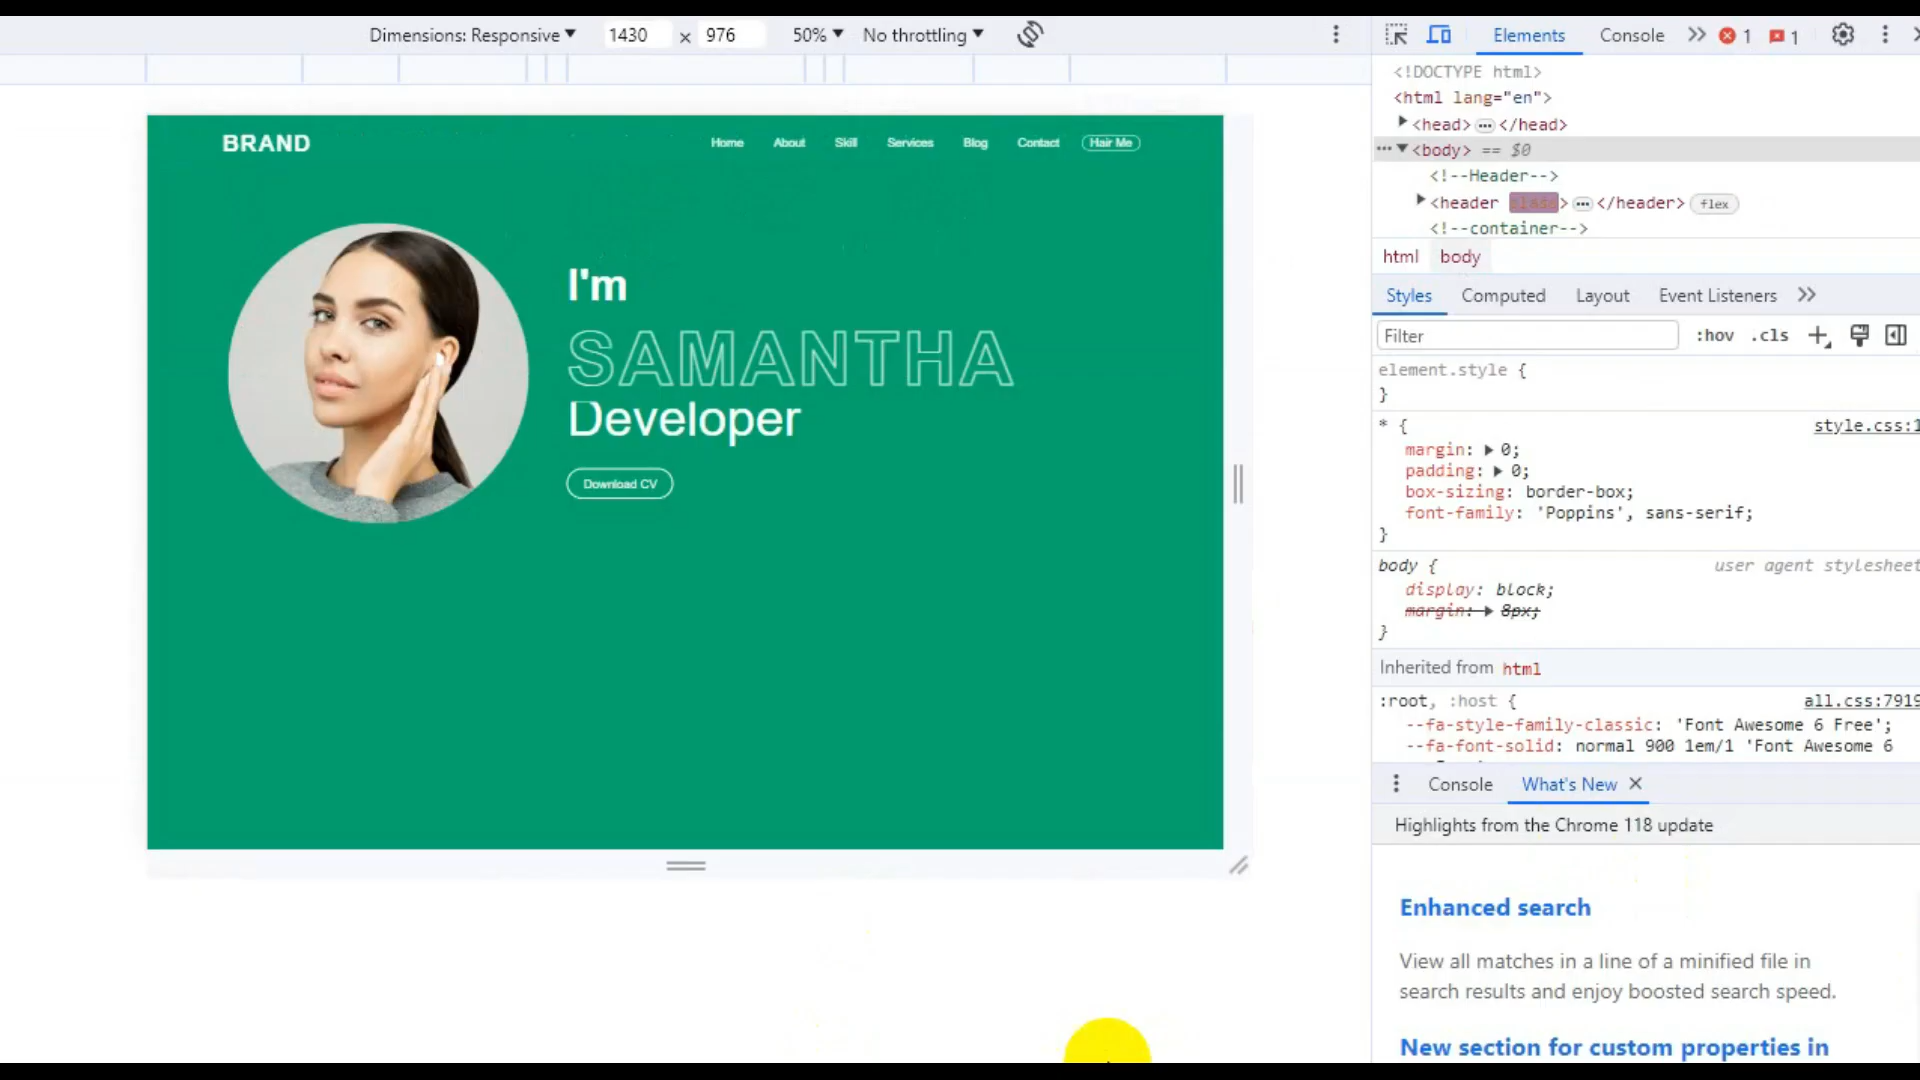 Dimensions: Responsive 1430 x 976 50% No throttling
Elements Console 1 1
<!DOCTYPE html>
<html lang="en">
<head> </head>
<body> == $0
<!--Header-->
<header class> </header> flex
<!--container-->
html body
Styles Computed Layout Event Listeners
Filter :hov .cls
element.style {
}
* { style.css:1
margin: 0;
padding: 0;
box-sizing: border-box;
font-family: 'Poppins', sans-serif;
}
body { user agent stylesheet
display: block;
margin: 8px;
}
Inherited from html
:root, :host { all.css:7919
--fa-style-family-classic: 'Font Awesome 6 Free';
--fa-font-solid: normal 900 1em/1 'Font Awesome 6
Console What's New
Highlights from the Chrome 118 update
Enhanced search
View all matches in a line of a minified file in
search results and enjoy boosted search speed.
New section for custom properties in
BRAND Home About Skill Services Blog Contact Hair Me
I'm
SAMANTHA
Developer
Download CV